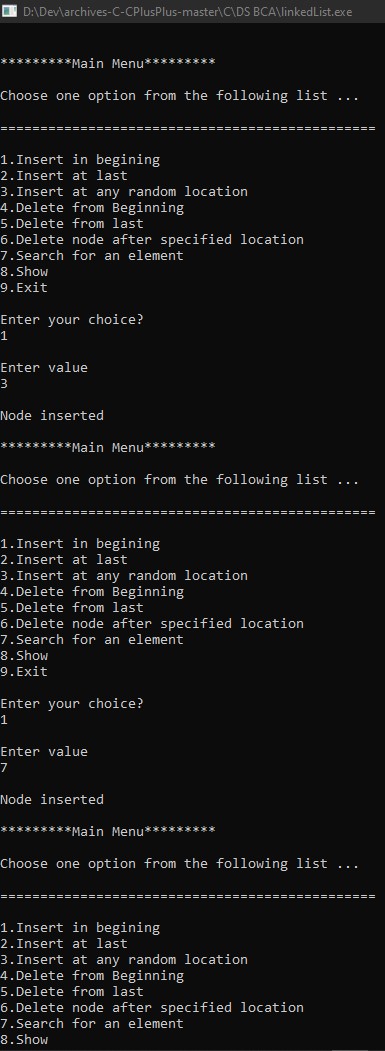 D:\Dev\archives-C-CPlusPlus-master\C\DS BCA\linkedList.exe
*********Main Menu*********
Choose one option from the following list ...
===============================================
1.Insert in begining
2.Insert at last
3.Insert at any random location
4.Delete from Beginning
5.Delete from last
6.Delete node after specified location
7.Search for an element
8.Show
9.Exit
Enter your choice?
1
Enter value
3
Node inserted
*********Main Menu*********
Choose one option from the following list ...
===============================================
1.Insert in begining
2.Insert at last
3.Insert at any random location
4.Delete from Beginning
5.Delete from last
6.Delete node after specified location
7.Search for an element
8.Show
9.Exit
Enter your choice?
1
Enter value
7
Node inserted
*********Main Menu*********
Choose one option from the following list ...
===============================================
1.Insert in begining
2.Insert at last
3.Insert at any random location
4.Delete from Beginning
5.Delete from last
6.Delete node after specified location
7.Search for an element
8.Show